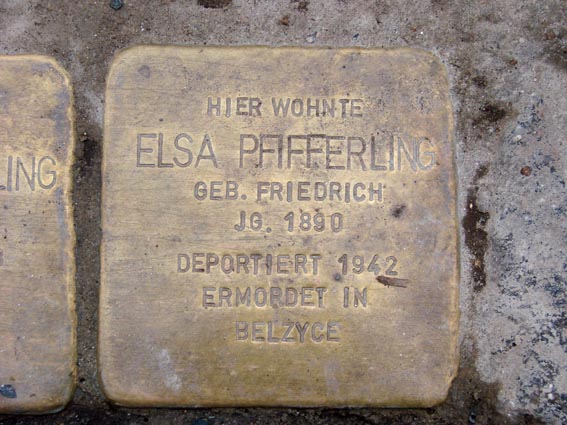 LING
HIER WOHNTE
ELSA PFIFFERLING
GEB. FRIEDRICH
JG. 1890
DEPORTIERT 1942
ERMORDET IN
BELZYCE